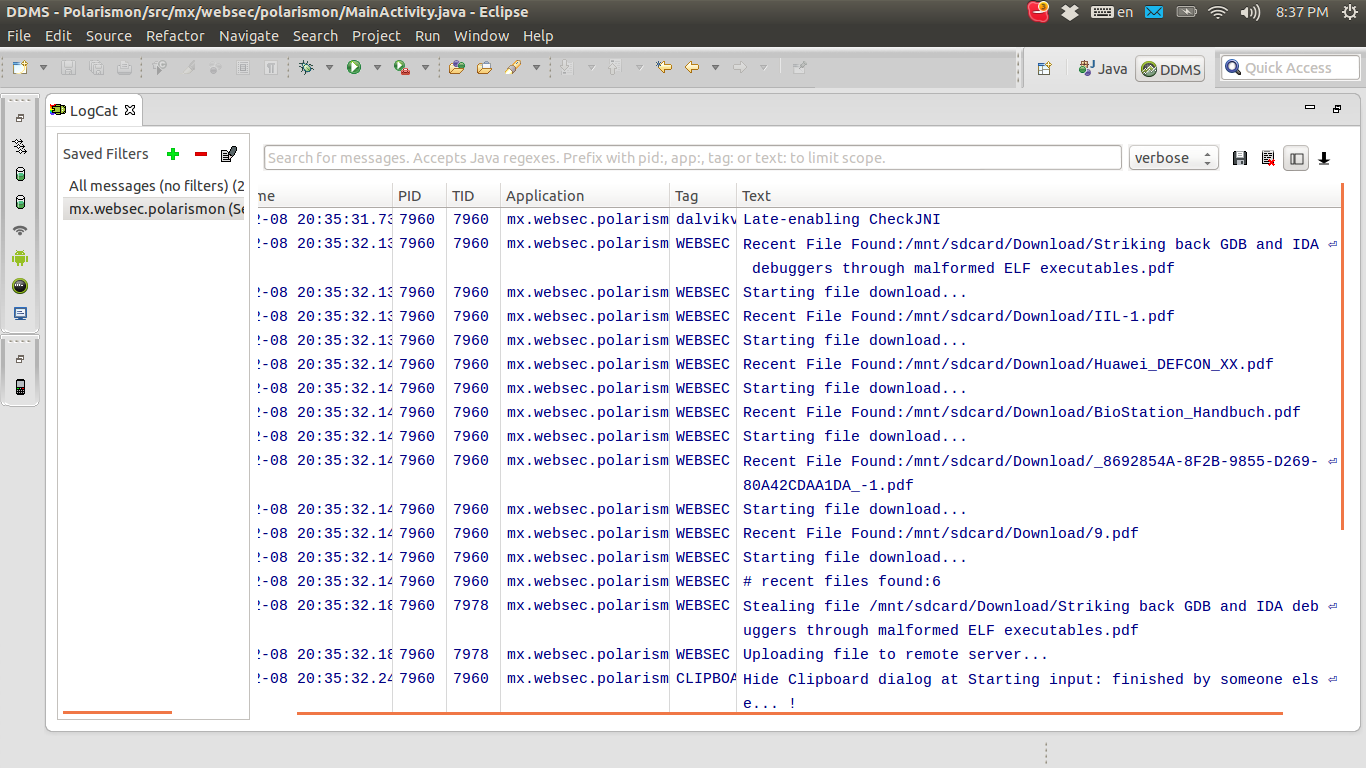 DDMS - Polarismon/src/mx/websec/polarismon/MainActivity.java - Eclipse
en
8:37 PM
File Edit Source Refactor Navigate Search Project Run Window Help
Java
DDMS
Quick Access
LogCat
Saved Filters
All messages (no filters) (2
mx.websec.polarismon (Se
Search for messages. Accepts Java regexes. Prefix with pid:, app:, tag: or text: to limit scope.
verbose
me PID TID Application Tag Text
2-08 20:35:31.73 7960 7960 mx.websec.polarism dalvikv Late-enabling CheckJNI
2-08 20:35:32.13 7960 7960 mx.websec.polarism WEBSEC Recent File Found:/mnt/sdcard/Download/Striking back GDB and IDA
debuggers through malformed ELF executables.pdf
2-08 20:35:32.13 7960 7960 mx.websec.polarism WEBSEC Starting file download...
2-08 20:35:32.13 7960 7960 mx.websec.polarism WEBSEC Recent File Found:/mnt/sdcard/Download/IIL-1.pdf
2-08 20:35:32.13 7960 7960 mx.websec.polarism WEBSEC Starting file download...
2-08 20:35:32.14 7960 7960 mx.websec.polarism WEBSEC Recent File Found:/mnt/sdcard/Download/Huawei_DEFCON_XX.pdf
2-08 20:35:32.14 7960 7960 mx.websec.polarism WEBSEC Starting file download...
2-08 20:35:32.14 7960 7960 mx.websec.polarism WEBSEC Recent File Found:/mnt/sdcard/Download/BioStation_Handbuch.pdf
2-08 20:35:32.14 7960 7960 mx.websec.polarism WEBSEC Starting file download...
2-08 20:35:32.14 7960 7960 mx.websec.polarism WEBSEC Recent File Found:/mnt/sdcard/Download/_8692854A-8F2B-9855-D269-
80A42CDAA1DA_-1.pdf
2-08 20:35:32.14 7960 7960 mx.websec.polarism WEBSEC Starting file download...
2-08 20:35:32.14 7960 7960 mx.websec.polarism WEBSEC Recent File Found:/mnt/sdcard/Download/9.pdf
2-08 20:35:32.14 7960 7960 mx.websec.polarism WEBSEC Starting file download...
2-08 20:35:32.14 7960 7960 mx.websec.polarism WEBSEC # recent files found:6
2-08 20:35:32.18 7960 7978 mx.websec.polarism WEBSEC Stealing file /mnt/sdcard/Download/Striking back GDB and IDA deb
uggers through malformed ELF executables.pdf
2-08 20:35:32.18 7960 7978 mx.websec.polarism WEBSEC Uploading file to remote server...
2-08 20:35:32.24 7960 7960 mx.websec.polarism CLIPBOA Hide Clipboard dialog at Starting input: finished by someone els
e... !